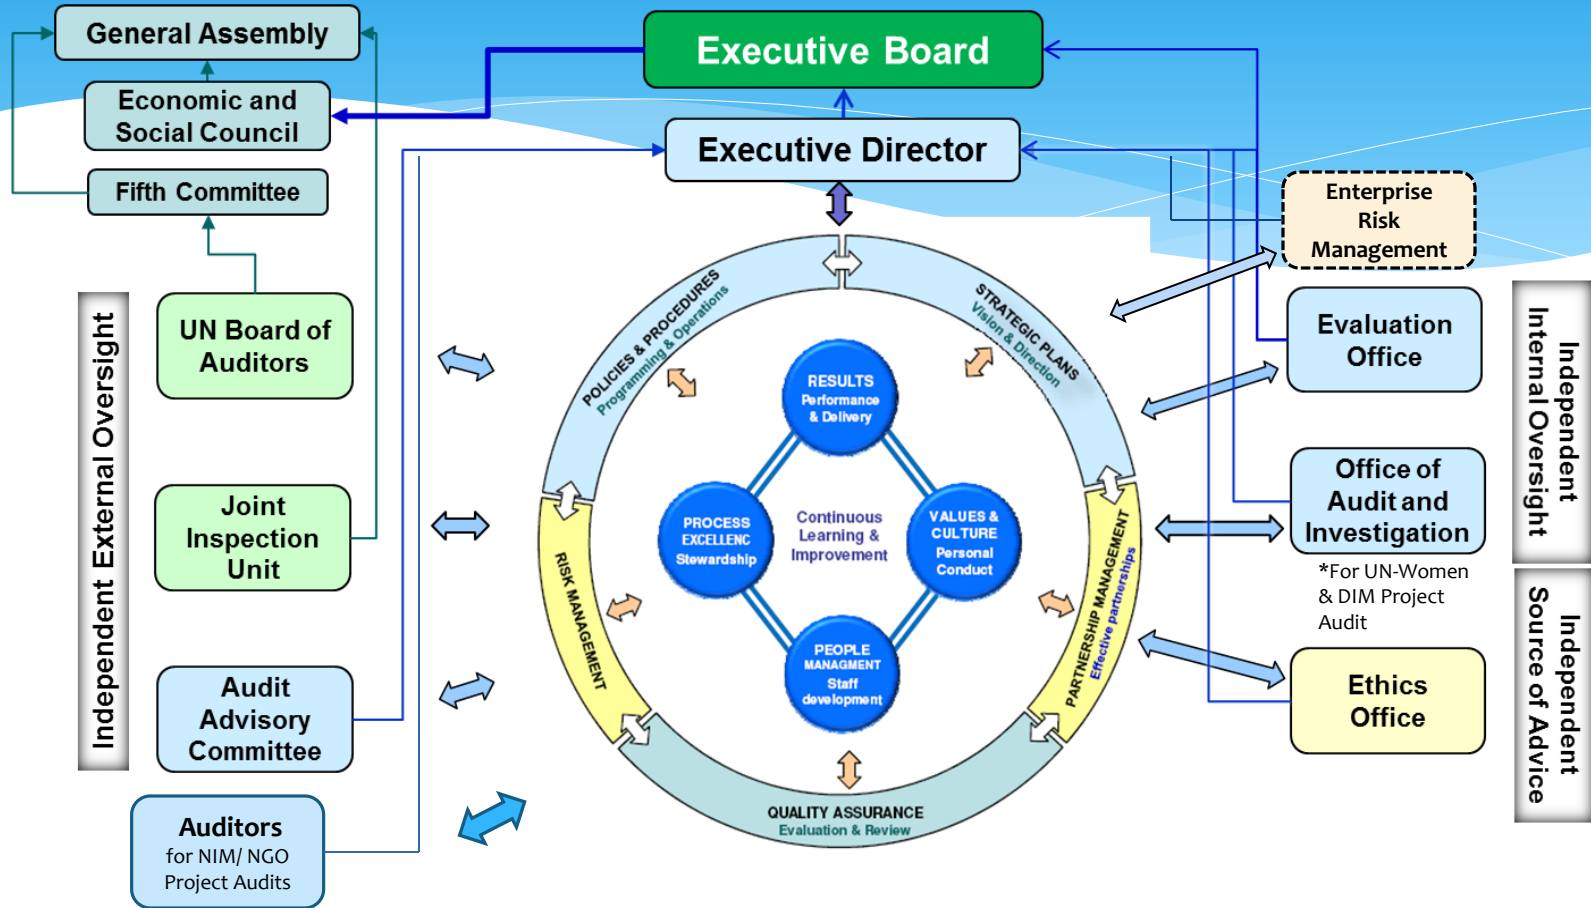 General Assembly
Executive Board
Economic and
Social Council
Executive Director
Fifth Committee
Enterprise
Risk
Management
Independent External Oversight
UN Board of
Auditors
Joint
Inspection
Unit
Audit
Advisory
Committee
Auditors
for NIM/ NGO
Project Audits
POLICIES & PROCEDURES
Programming & Operations
STRATEGIC PLANS
Vision & Direction
RISK MANAGEMENT
PARTNERSHIP MANAGEMENT
Effective partnerships
QUALITY ASSURANCE
Evaluation & Review
RESULTS
Performance
& Delivery
PROCESS
EXCELLENC
Stewardship
Continuous
Learning &
Improvement
VALUES &
CULTURE
Personal
Conduct
PEOPLE
MANAGMENT
Staff
development
Evaluation
Office
Office of
Audit and
Investigation
*For UN-Women
& DIM Project
Audit
Ethics
Office
Independent
Internal Oversight
Independent
Source of Advice